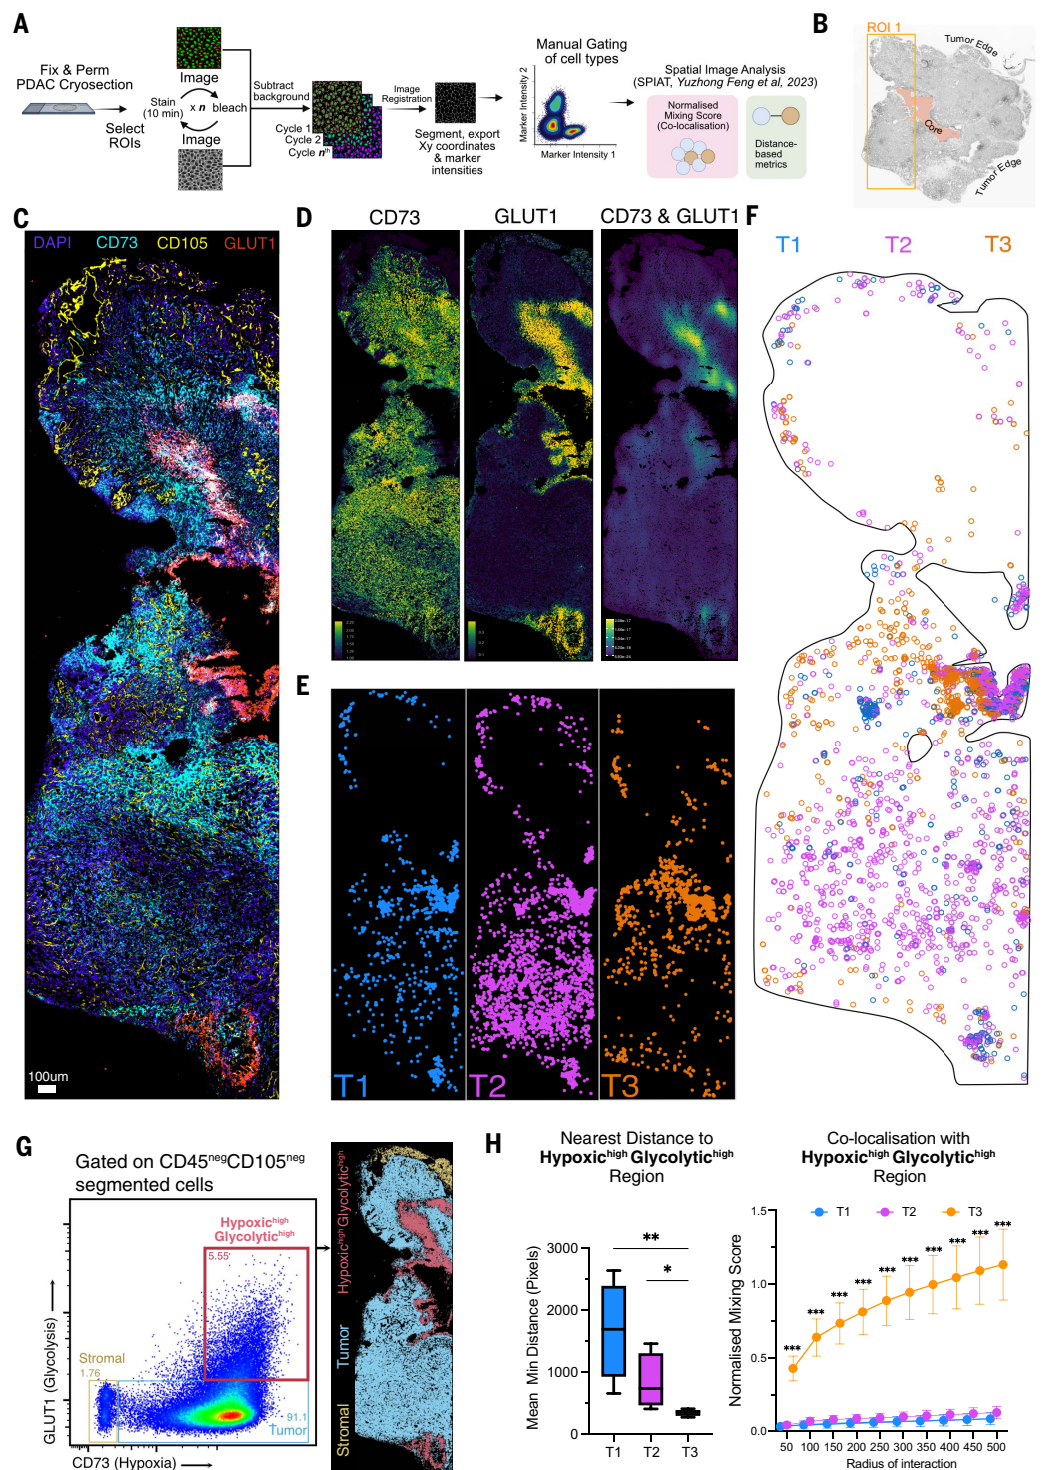 A
Fix & Perm
PDAC Cryosection
Select
ROIs
Image
Stain
(10 min)
x n
bleach
Image
Subtract
background
Cycle 1
Cycle 2
Cycle nth
Image
Registration
Segment, export
Xy coordinates
& marker
intensities
Manual Gating
of cell types
Marker Intensity 2
Marker Intensity 1
Spatial Image Analysis
(SPIAT, Yuzhong Feng et al, 2023)
Normalised
Mixing Score
(Co-localisation)
Distance-
based
metrics
B
ROI 1
Tumor Edge
Core
Tumor Edge
C
DAPI CD73 CD105 GLUT1
100um
D
CD73 GLUT1 CD73 & GLUT1
E
T1 T2 T3
F
T1 T2 T3
G
Gated on CD45negCD105neg
segmented cells
Hypoxichigh
Glycolytichigh
5.55
Stromal
1.76
91.1
Tumor
GLUT1 (Glycolysis)
CD73 (Hypoxia)
Hypoxichigh Glycolytichigh
Tumor
Stromal
H
Nearest Distance to
Hypoxichigh Glycolytichigh
Region
Mean Min Distance (Pixels)
3000
2000
1000
0
**
*
T1 T2 T3
Co-localisation with
Hypoxichigh Glycolytichigh
Region
T1 T2 T3
Normalised Mixing Score
1.5
1.0
0.5
0.0
*** *** *** *** *** *** *** *** *** ***
50 100 150 200 250 300 350 400 450 500
Radius of interaction